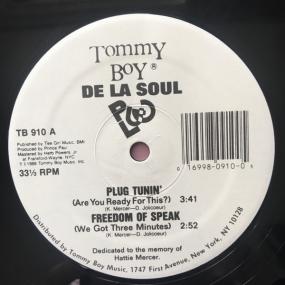 Tommy
Boy®
DE LA SOUL
TB 910 A
PLUG
Published by Tee Girl Music, BMI
Produced by
Prince Paul
Mastered by Herb Powers Jr.
at Frankford-Wayne, NYC
℗ © 1988 Tommy Boy Music, Inc.
33⅓ RPM
0 16998-0910-0
PLUG TUNIN'
(Are You Ready For This?) 3:41
(K. Mercer—D. Jolicoeur)
FREEDOM OF SPEAK
(We Got Three Minutes) 2:52
(K. Mercer—D. Jolicoeur)
Dedicated to the memory of
Hattie Mercer.
Distributed by Tommy Boy Music, 1747 First Avenue, New York, NY 10128